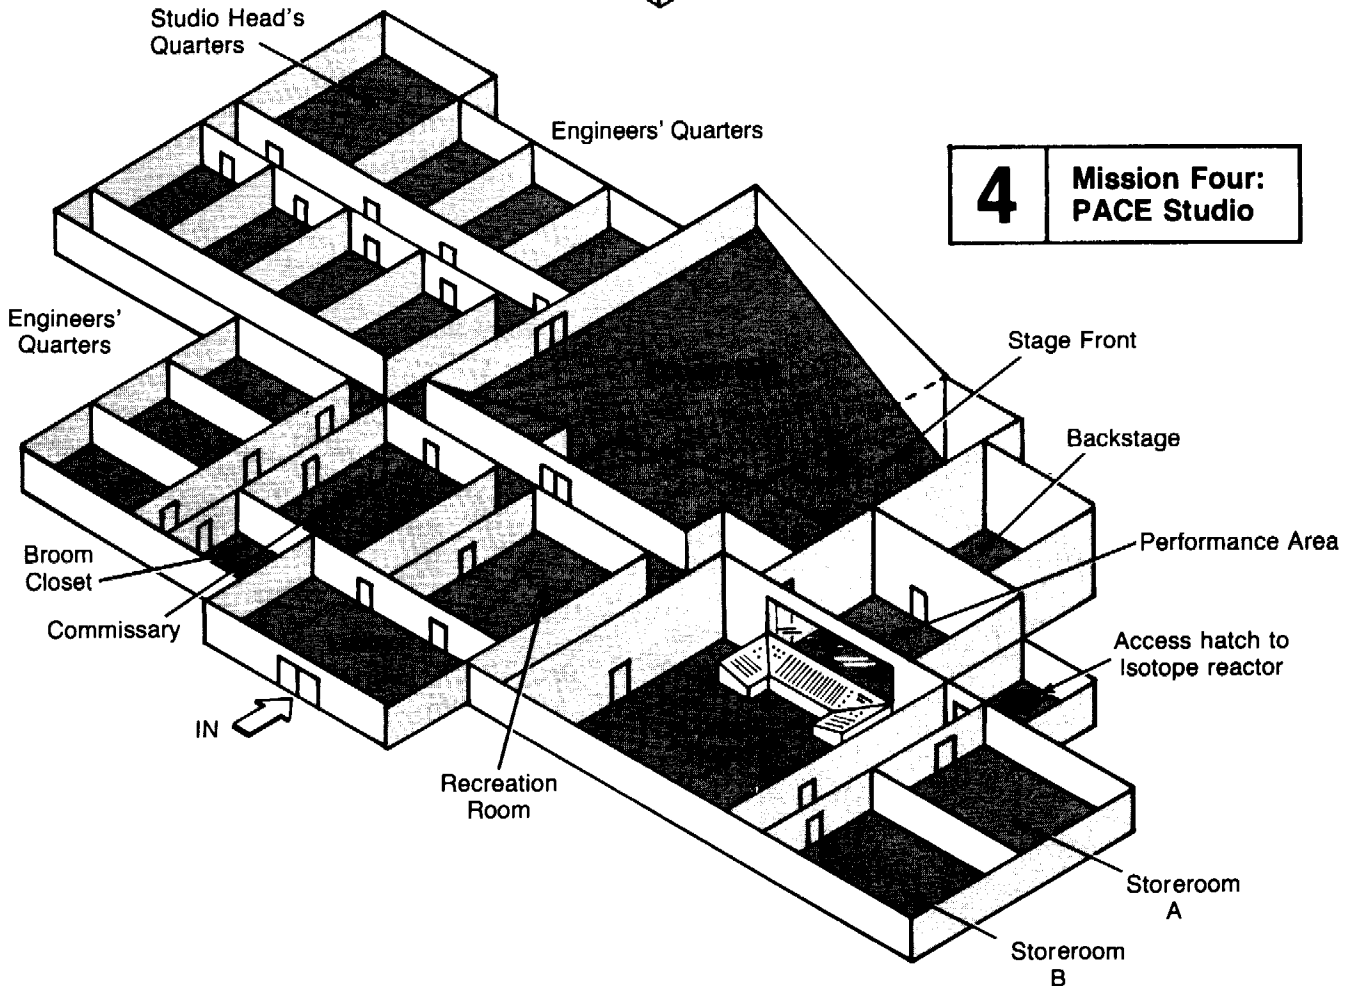 Studio Head's
Quarters
Engineers' Quarters
4
Mission Four:
PACE Studio
Engineers'
Quarters
Stage Front
Backstage
Performance Area
Broom
Closet
Commissary
Access hatch to
Isotope reactor
IN
Recreation
Room
Storeroom
A
Storeroom
B